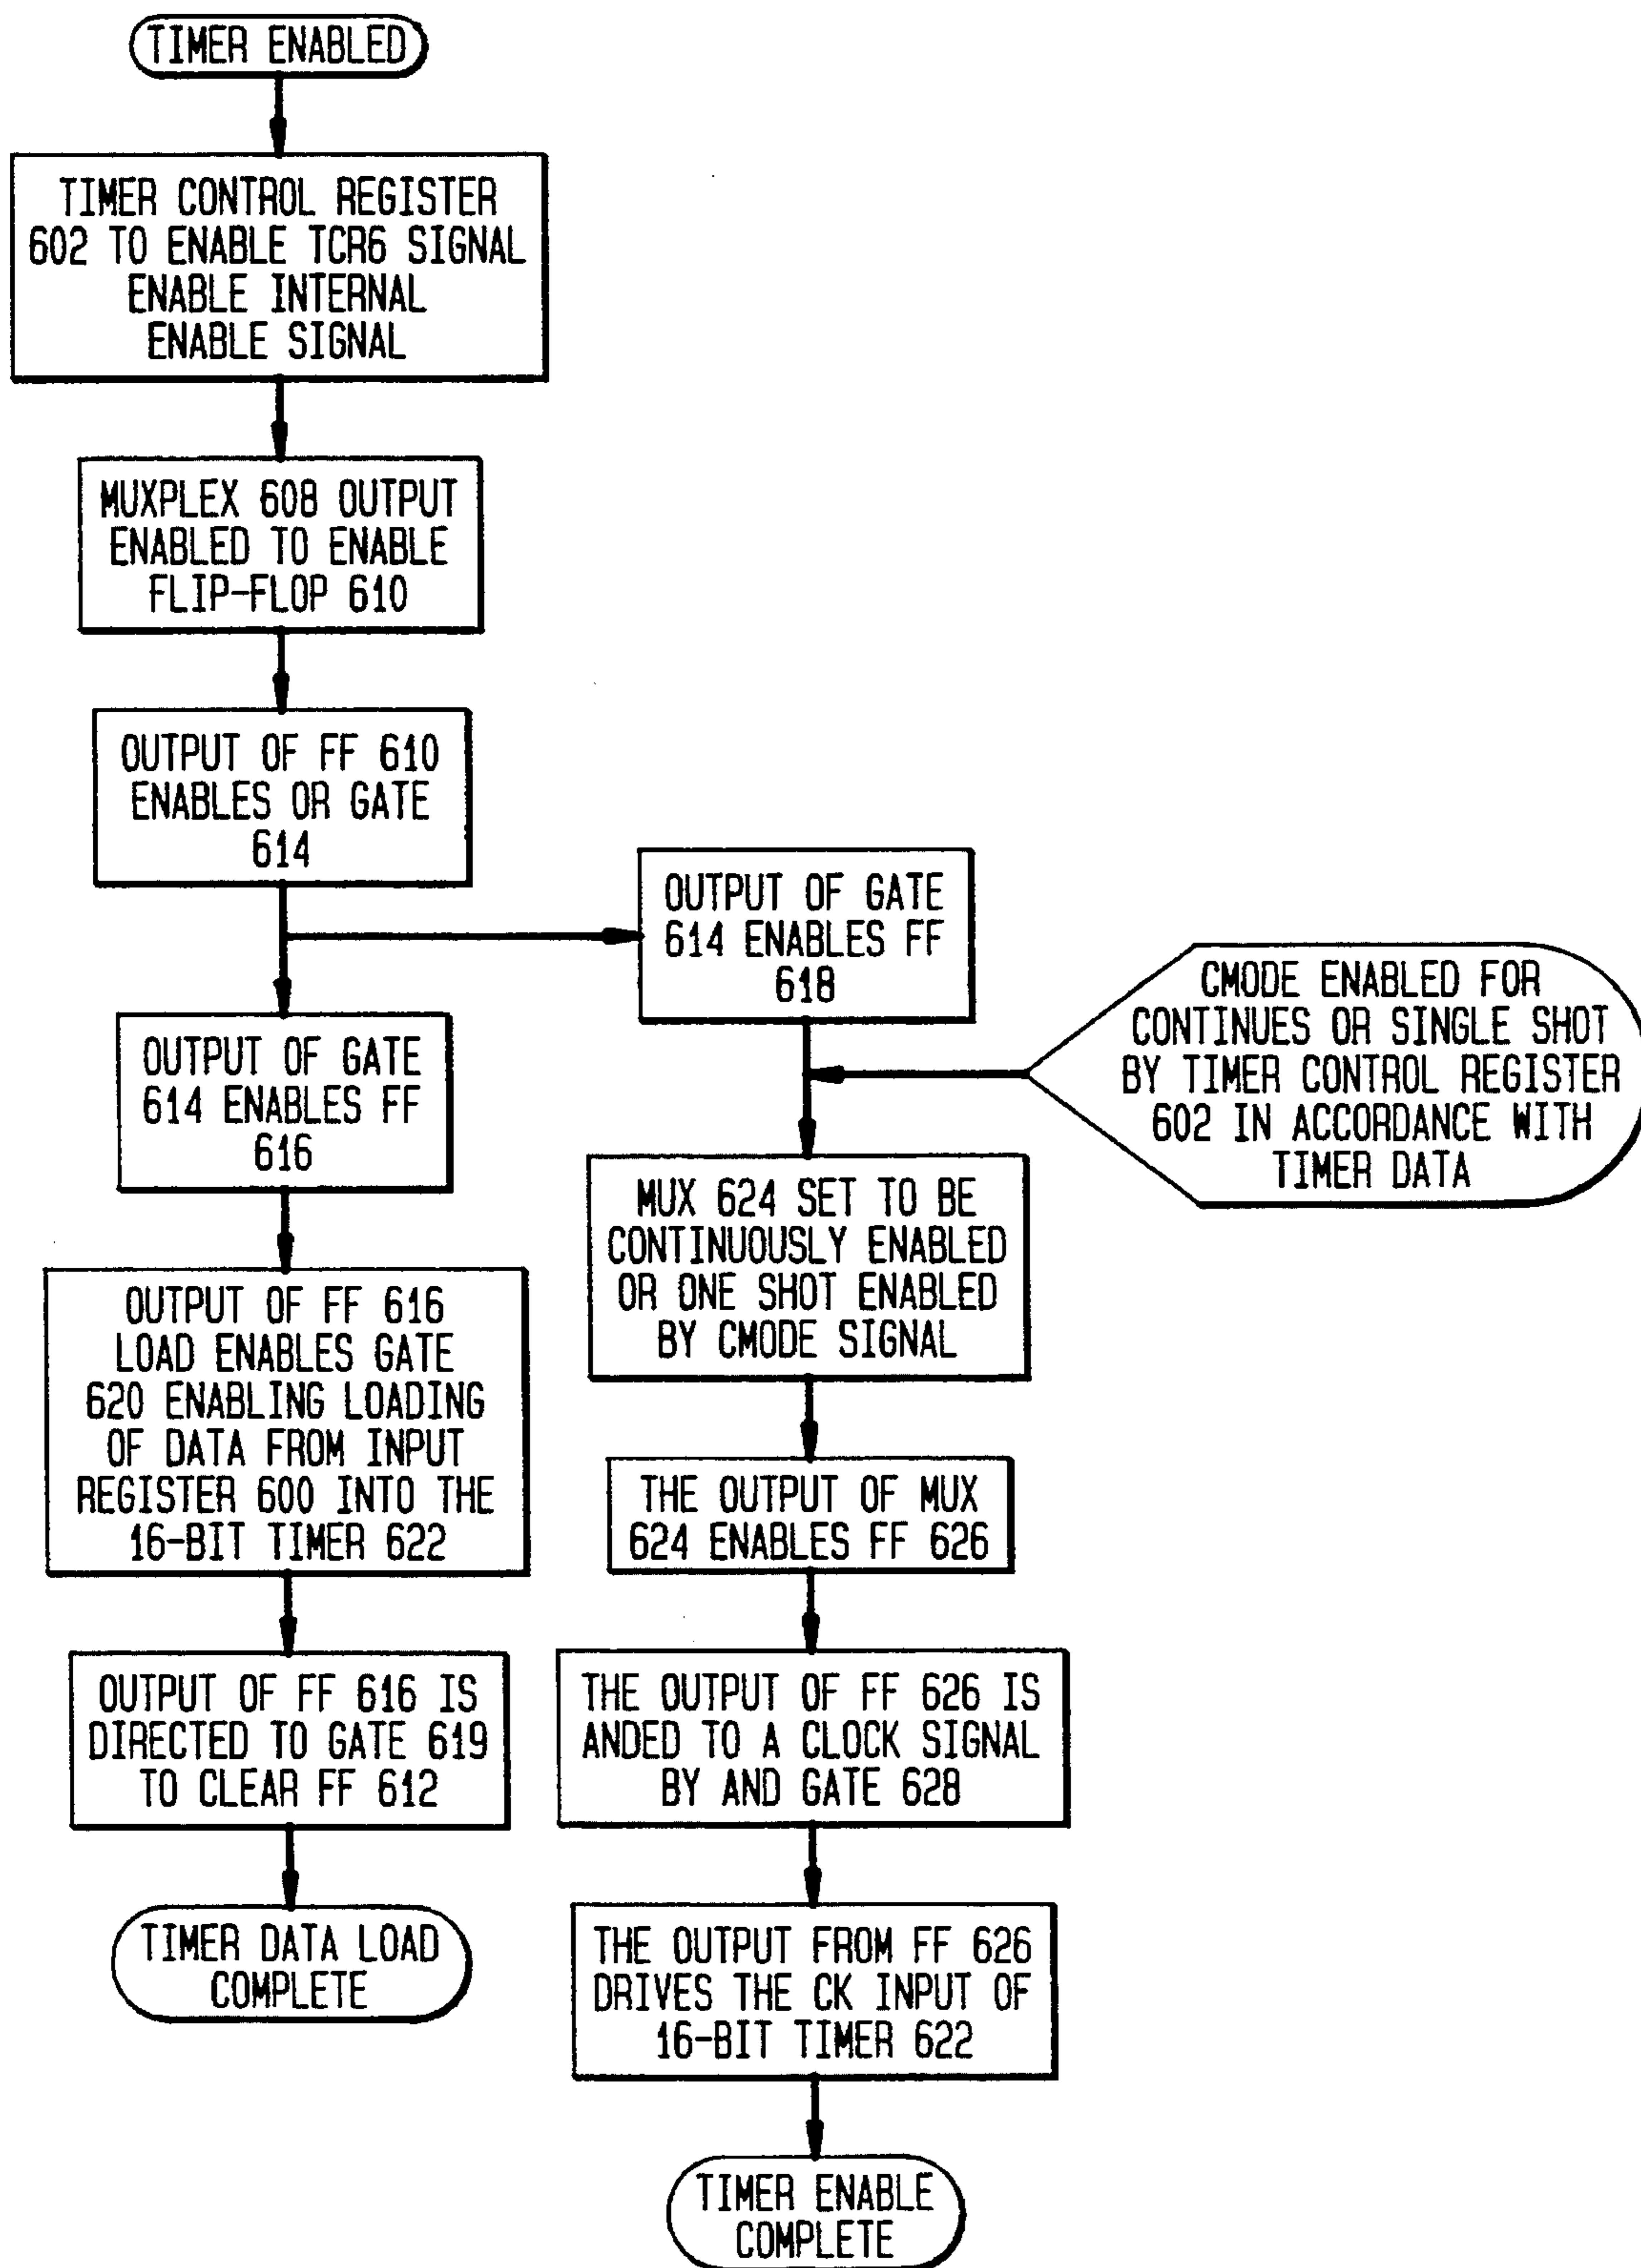 TIMER ENABLED
TIMER CONTROL REGISTER
602 TO ENABLE TCR6 SIGNAL
ENABLE INTERNAL
ENABLE SIGNAL
MUXPLEX 608 OUTPUT
ENABLED TO ENABLE
FLIP-FLOP 610
OUTPUT OF FF 610
ENABLES OR GATE
614
OUTPUT OF GATE
614 ENABLES FF
616
OUTPUT OF FF 616
LOAD ENABLES GATE
620 ENABLING LOADING
OF DATA FROM INPUT
REGISTER 600 INTO THE
16-BIT TIMER 622
OUTPUT OF FF 616 IS
DIRECTED TO GATE 619
TO CLEAR FF 612
TIMER DATA LOAD
COMPLETE
OUTPUT OF GATE
614 ENABLES FF
618
CMODE ENABLED FOR
CONTINUES OR SINGLE SHOT
BY TIMER CONTROL REGISTER
602 IN ACCORDANCE WITH
TIMER DATA
MUX 624 SET TO BE
CONTINUOUSLY ENABLED
OR ONE SHOT ENABLED
BY CMODE SIGNAL
THE OUTPUT OF MUX
624 ENABLES FF 626
THE OUTPUT OF FF 626 IS
ANDED TO A CLOCK SIGNAL
BY AND GATE 628
THE OUTPUT FROM FF 626
DRIVES THE CK INPUT OF
16-BIT TIMER 622
TIMER ENABLE
COMPLETE